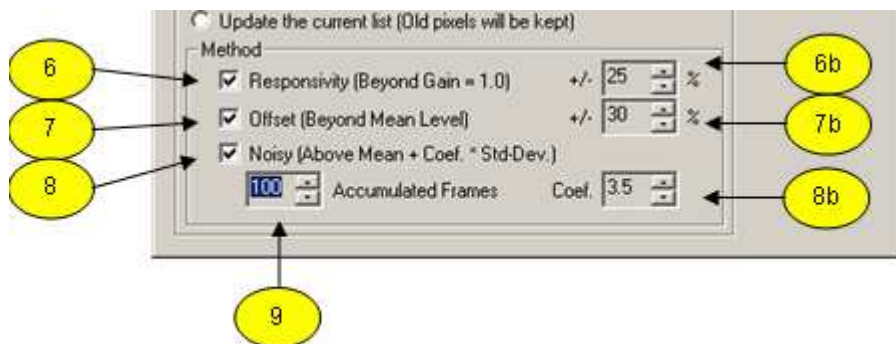 Update the current list (Old pixels will be kept)
Method
6 Responsivity (Beyond Gain = 1.0) +/- 25 % 6b
7 Offset (Beyond Mean Level) +/- 30 % 7b
8 Noisy (Above Mean + Coef. * Std-Dev.)
100 Accumulated Frames Coef. 3.5 8b
9